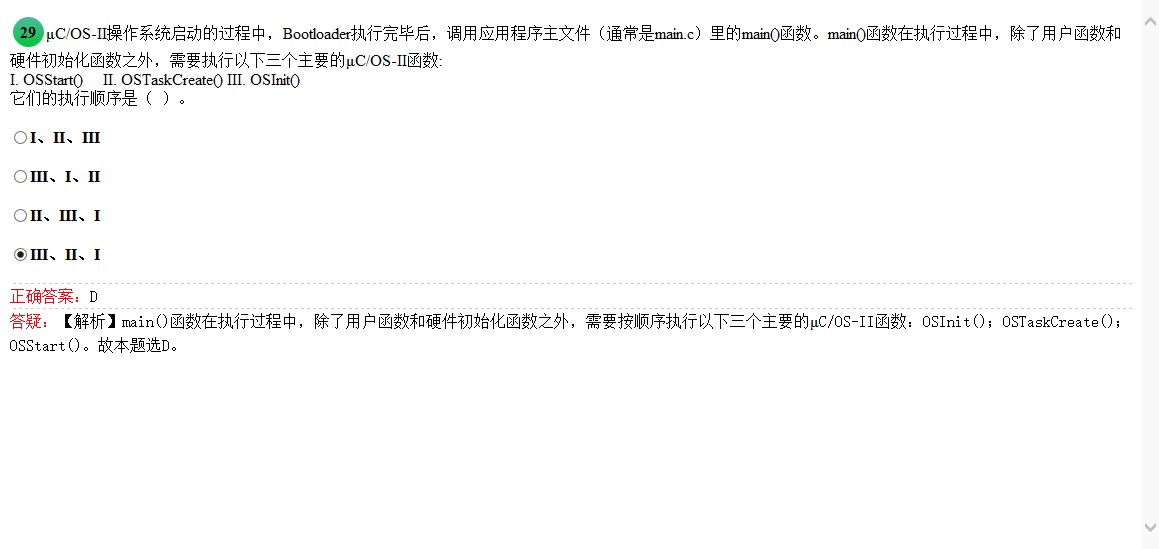 29 μC/OS-II操作系统启动的过程中，Bootloader执行完毕后，调用应用程序主文件（通常是main.c）里的main()函数。main()函数在执行过程中，除了用户函数和
硬件初始化函数之外，需要执行以下三个主要的μC/OS-II函数:
I. OSStart() II. OSTaskCreate() III. OSInit()
它们的执行顺序是（ ）。
I、II、III
III、I、II
II、III、I
III、II、I
正确答案：D
答疑：【解析】main()函数在执行过程中，除了用户函数和硬件初始化函数之外，需要按顺序执行以下三个主要的μC/OS-II函数：OSInit()；OSTaskCreate()；
OSStart()。故本题选D。